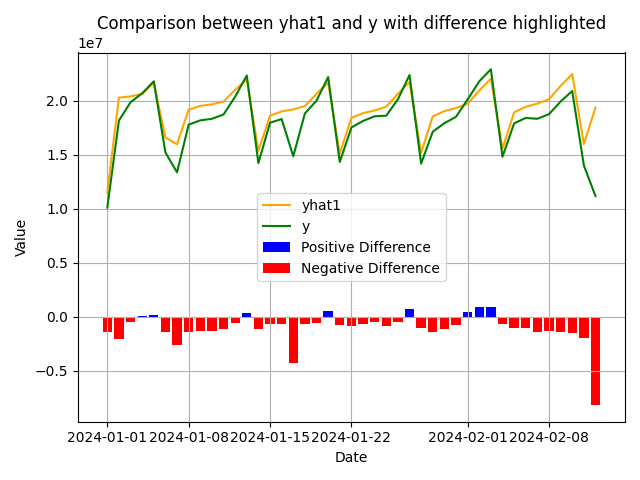 Comparison between yhat1 and y with difference highlighted
1e7
2.0
1.5
1.0
0.5
0.0
−0.5
Value
yhat1
y
Positive Difference
Negative Difference
2024-01-01
2024-01-08
2024-01-15
2024-01-22
2024-02-01
2024-02-08
Date